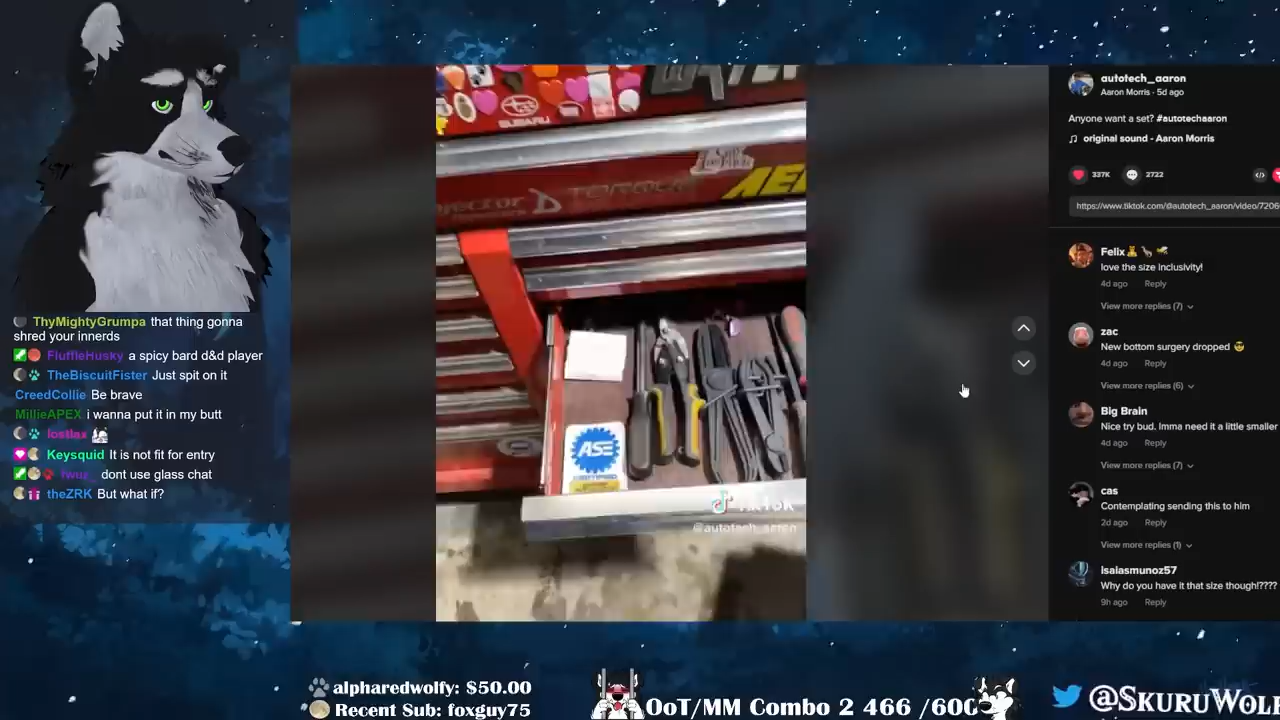 SUBARU
ASE
TikTok
@autotech_aaron
autotech_aaron
Aaron Morris · 5d ago
Anyone want a set? #autotechaaron
original sound - Aaron Morris
337K
2722
https://www.tiktok.com/@autotech_aaron/video/7206
Felix
love the size inclusivity!
4d ago Reply
View more replies (7)
zac
New bottom surgery dropped 😎
4d ago Reply
View more replies (6)
Big Brain
Nice try bud. Imma need it a little smaller
4d ago Reply
View more replies (7)
cas
Contemplating sending this to him
2d ago Reply
View more replies (1)
isaiasmunoz57
Why do you have it that size though!????
9h ago Reply
ThyMightyGrumpa that thing gonna
shred your innerds
FluffleHusky a spicy bard d&d player
TheBiscuitFister Just spit on it
CreedCollie Be brave
MillieAPEX i wanna put it in my butt
lostlax
Keysquid It is not fit for entry
dont use glass chat
theZRK But what if?
alpharedwolfy: $50.00
Recent Sub: foxguy75
OoT/MM Combo 2 466 /600
@SkuruWolf